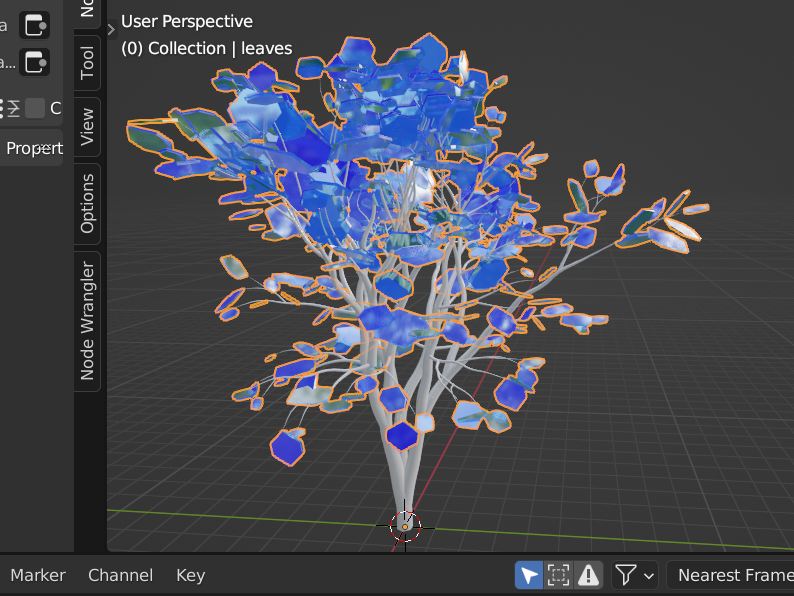 User Perspective
(0) Collection | leaves
a
a...
C
Propert
No
Tool
View
Options
Node Wrangler
Marker Channel Key
Nearest Frame